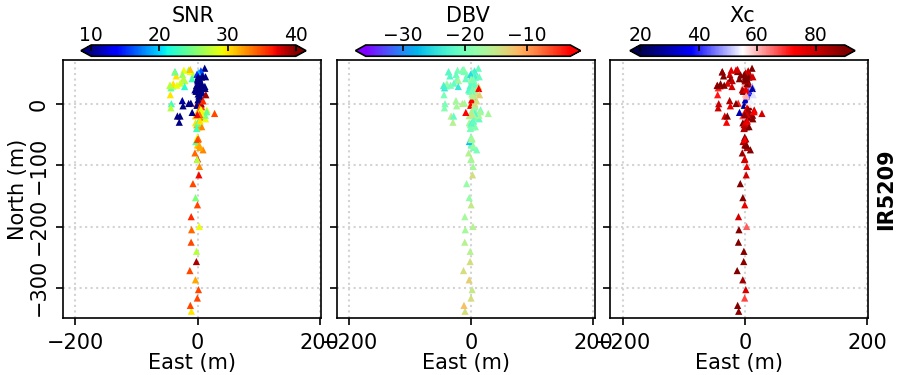 SNR DBV Xc
10 20 30 40 −30 −20 −10 20 40 60 80
North (m)
0
−100
−200
−300
IR5209
−200 0 200 −200 0 200 −200 0 200
East (m) East (m) East (m)